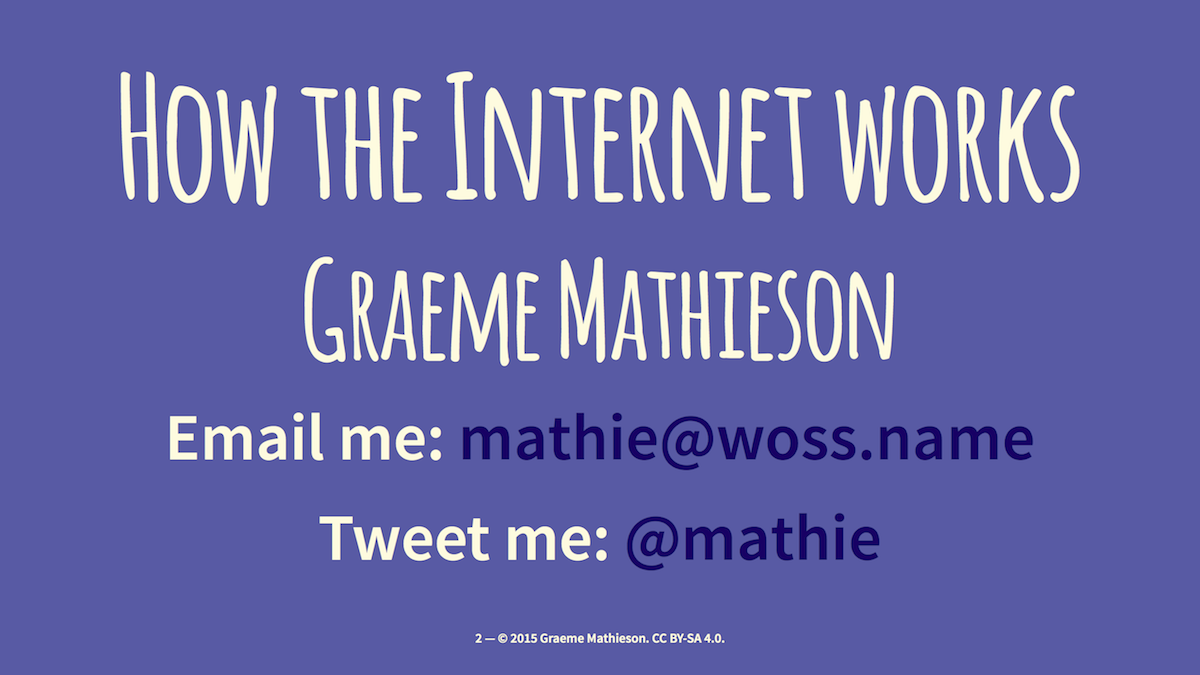 How the Internet works
Graeme Mathieson
Email me: mathie@woss.name
Tweet me: @mathie
2 — © 2015 Graeme Mathieson. CC BY-SA 4.0.